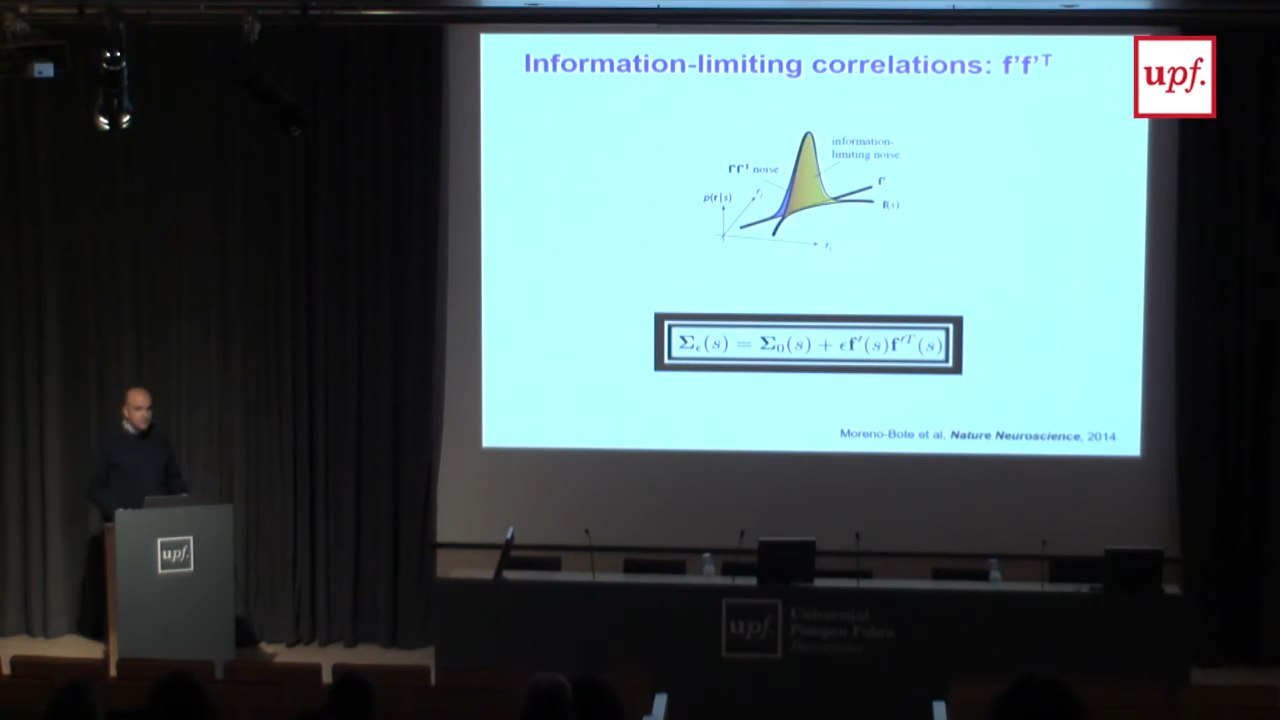 Information-limiting correlations: f'f'ᵀ
upf.
information-
limiting noise
f'f'ᵀ noise
f'
p(r|s)
f(s)
Σ_ϵ(s) = Σ₀(s) + ϵf′(s)f′ᵀ(s)
Moreno-Bote et al, Nature Neuroscience, 2014
upf.
upf.
Universitat
Pompeu Fabra
Barcelona